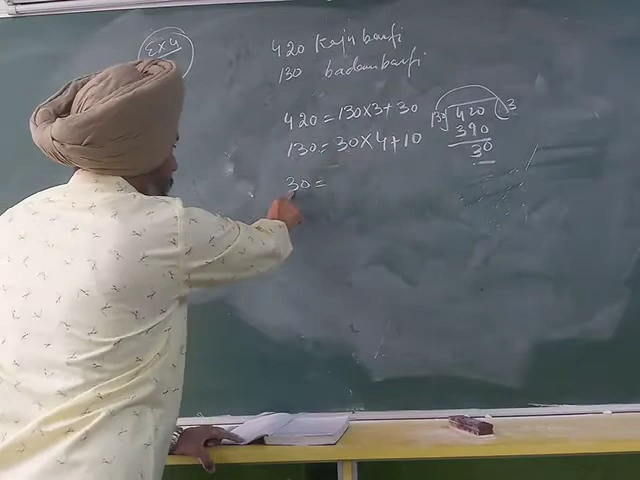 Ex 4
420 Kaju barfi
130 badam barfi
420 = 130 × 3 + 30
130 = 30 × 4 + 10
30 =
130 420 3
390
30